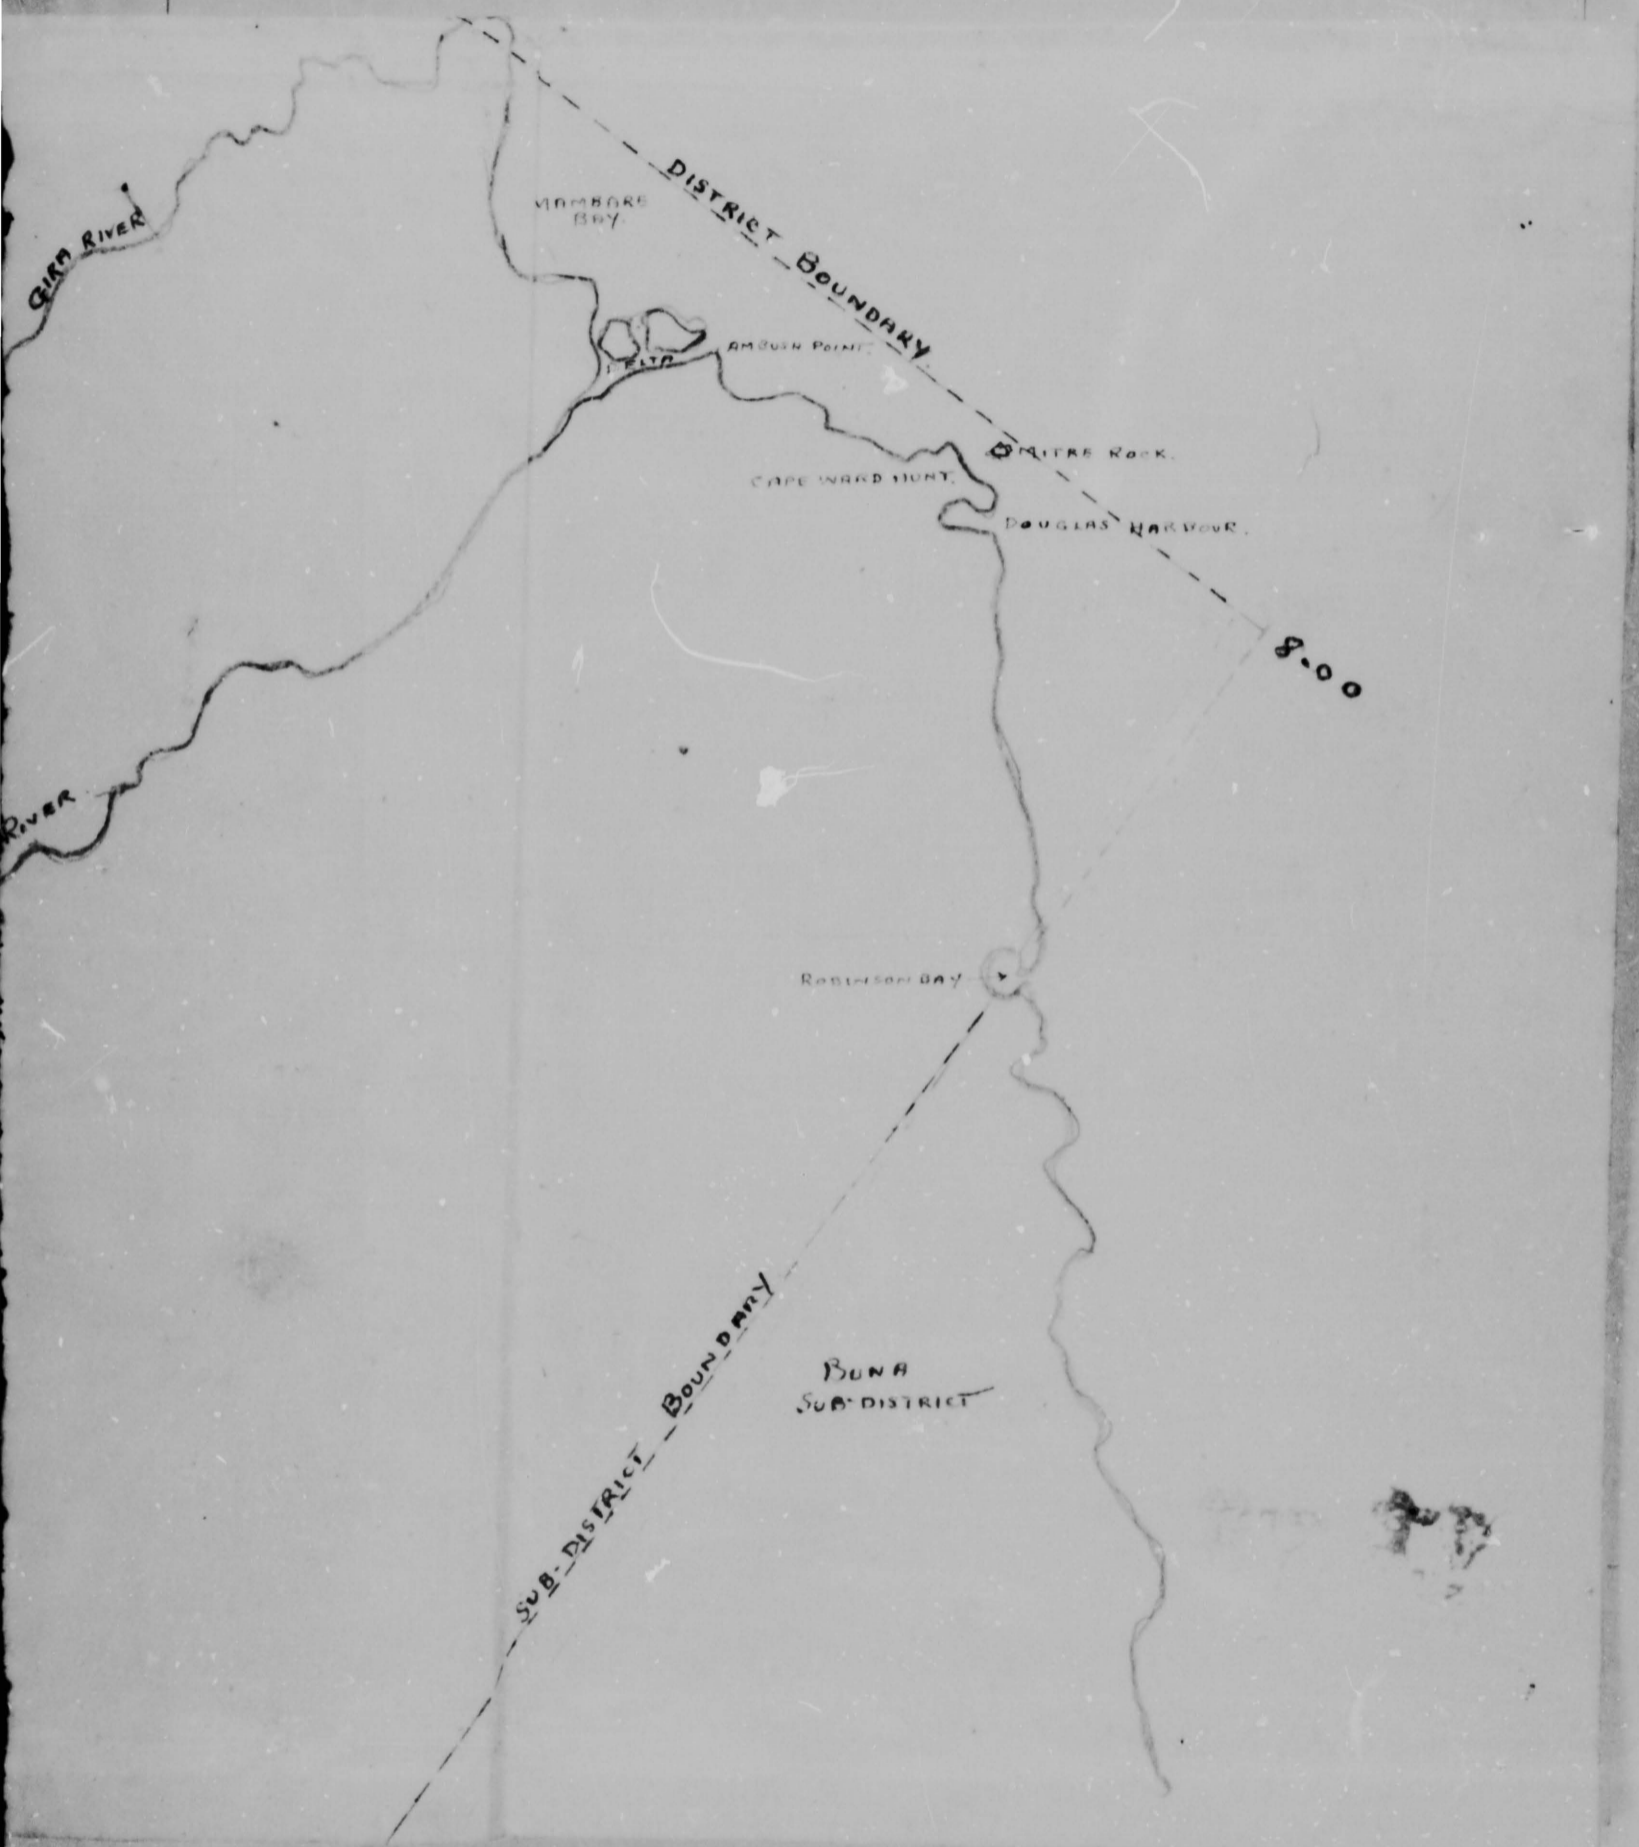 DISTRICT BOUNDARY
MAMBARE
BAY.
GIRA RIVER
DELTA
AMBUSH POINT.
MITRE ROCK.
CAPE WARD HUNT.
DOUGLAS HARBOUR.
8.00
RIVER
ROBINSON BAY
SUB-DISTRICT BOUNDARY
BUNA
SUB-DISTRICT